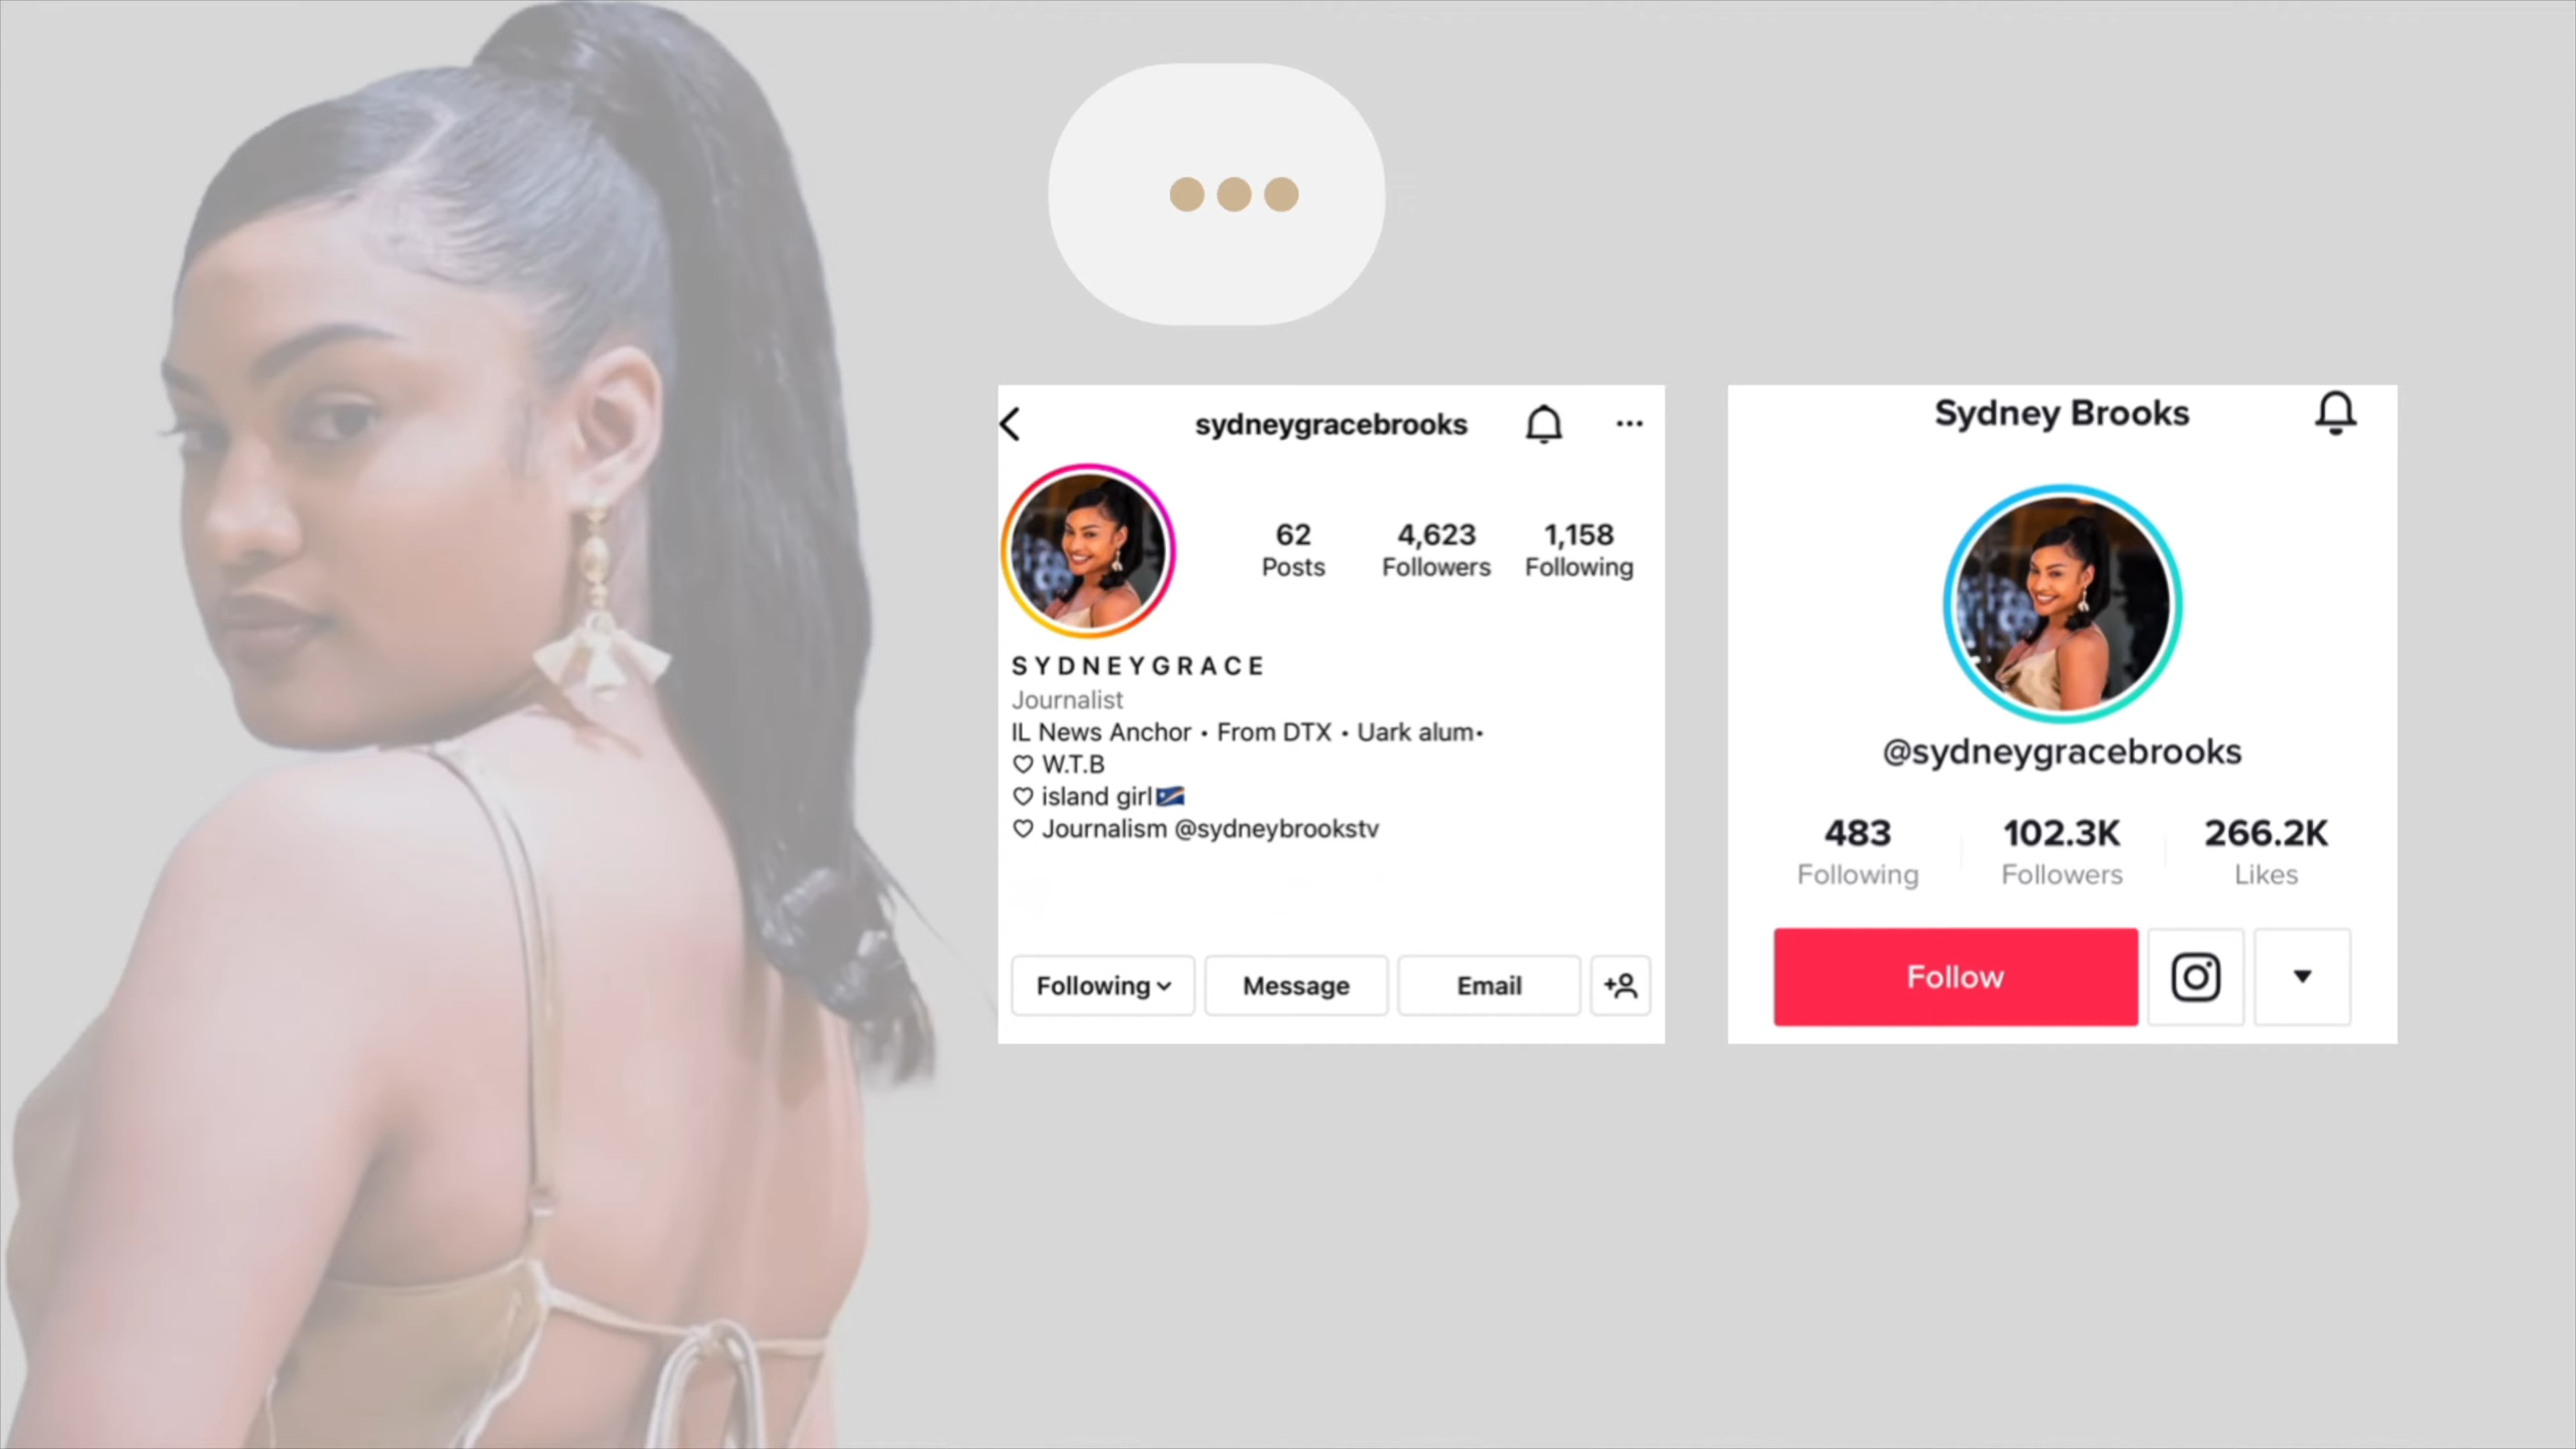 sydneygracebrooks
62
4,623
1,158
Posts
Followers
Following
SYDNEYGRACE
Journalist
IL News Anchor • From DTX • Uark alum•
♡ W.T.B
♡ island girl🇲🇭
♡ Journalism @sydneybrookstv
Following
Message
Email
Sydney Brooks
@sydneygracebrooks
483
102.3K
266.2K
Following
Followers
Likes
Follow